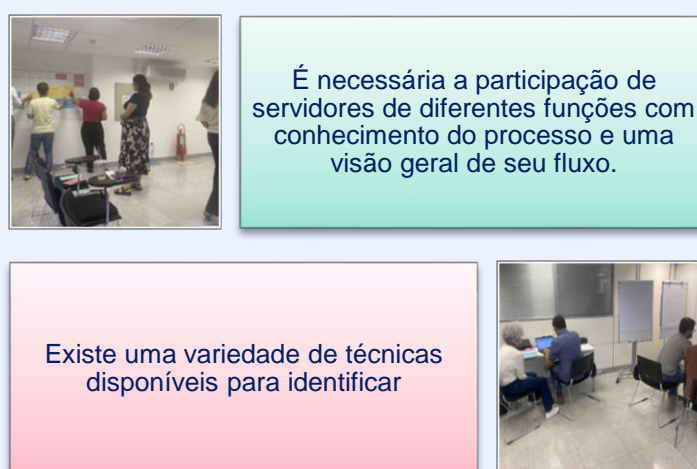 É necessária a participação de
servidores de diferentes funções com
conhecimento do processo e uma
visão geral de seu fluxo.
Existe uma variedade de técnicas
disponíveis para identificar